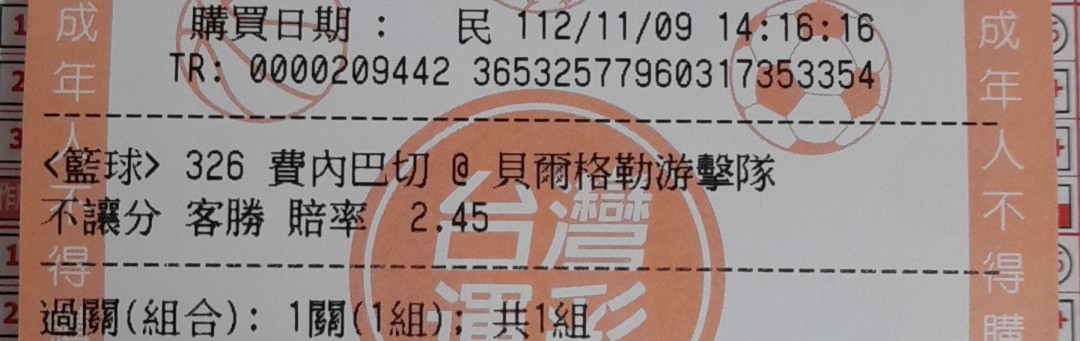 購買日期： 民 112/11/09 14:16:16
TR: 0000209442 365325779603173​53354
<籃球> 326 費內巴切 @ 貝爾格勒游擊隊
不讓分 客勝 賠率 2.45
過關(組合): 1關(1組); 共1組
成年人不得
成年人不得購
台灣
運彩